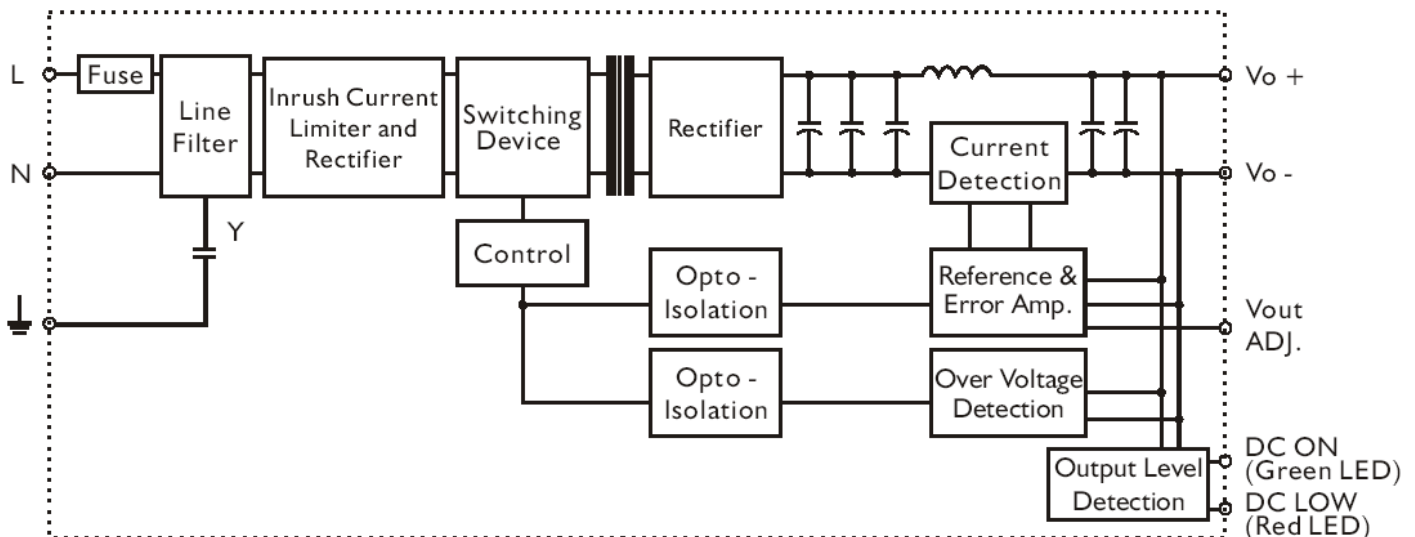 L
Fuse
Line
Filter
Inrush Current
Limiter and
Rectifier
Switching
Device
Rectifier
Current
Detection
Vo +
N
Vo -
Y
Control
Opto -
Isolation
Reference &
Error Amp.
Vout
ADJ.
Opto -
Isolation
Over Voltage
Detection
Output Level
Detection
DC ON
(Green LED)
DC LOW
(Red LED)